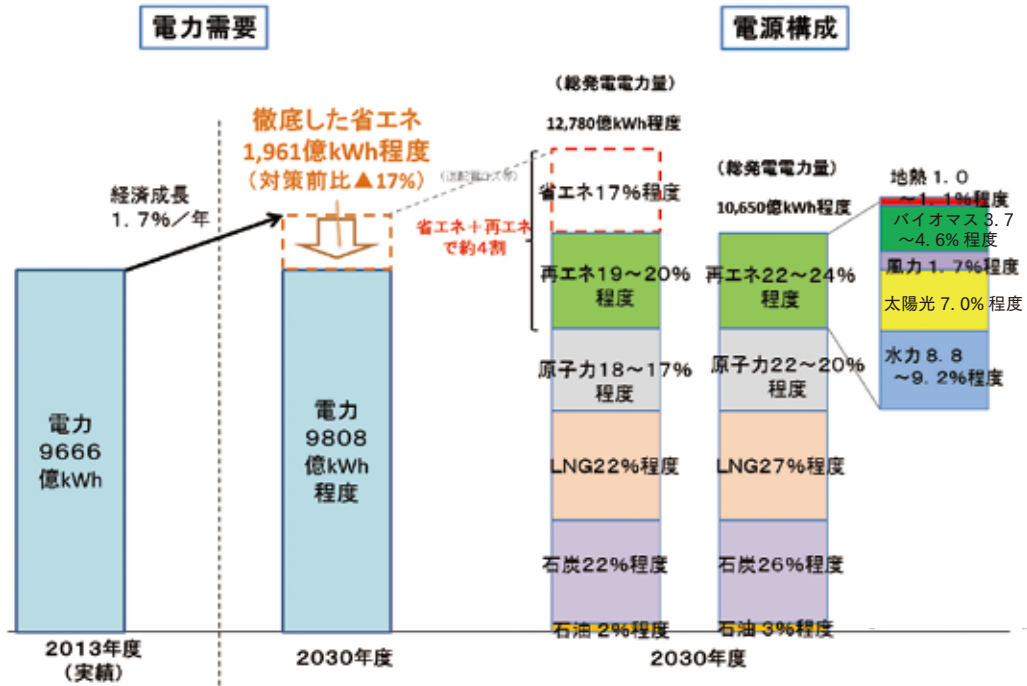 電力需要
電源構成
徹底した省エネ
1,961億kWh程度
(対策前比▲17%)
経済成長
1.7%/年
電力
9666
億kWh
電力
9808
億kWh
程度
2013年度
(実績)
2030年度
(総発電電力量)
12,780億kWh程度
省エネ+再エネ
で約4割
省エネ17%程度
再エネ19~20%
程度
原子力18~17%
程度
LNG22%程度
石炭22%程度
石油 2%程度
(総発電電力量)
10,650億kWh程度
再エネ22~24%
程度
原子力22~20%
程度
LNG27%程度
石炭26%程度
石油 3%程度
2030年度
地熱 1.0
~1.1%程度
バイオマス 3.7
~4.6% 程度
風力 1.7%程度
太陽光 7.0% 程度
水力 8.8
~9.2%程度